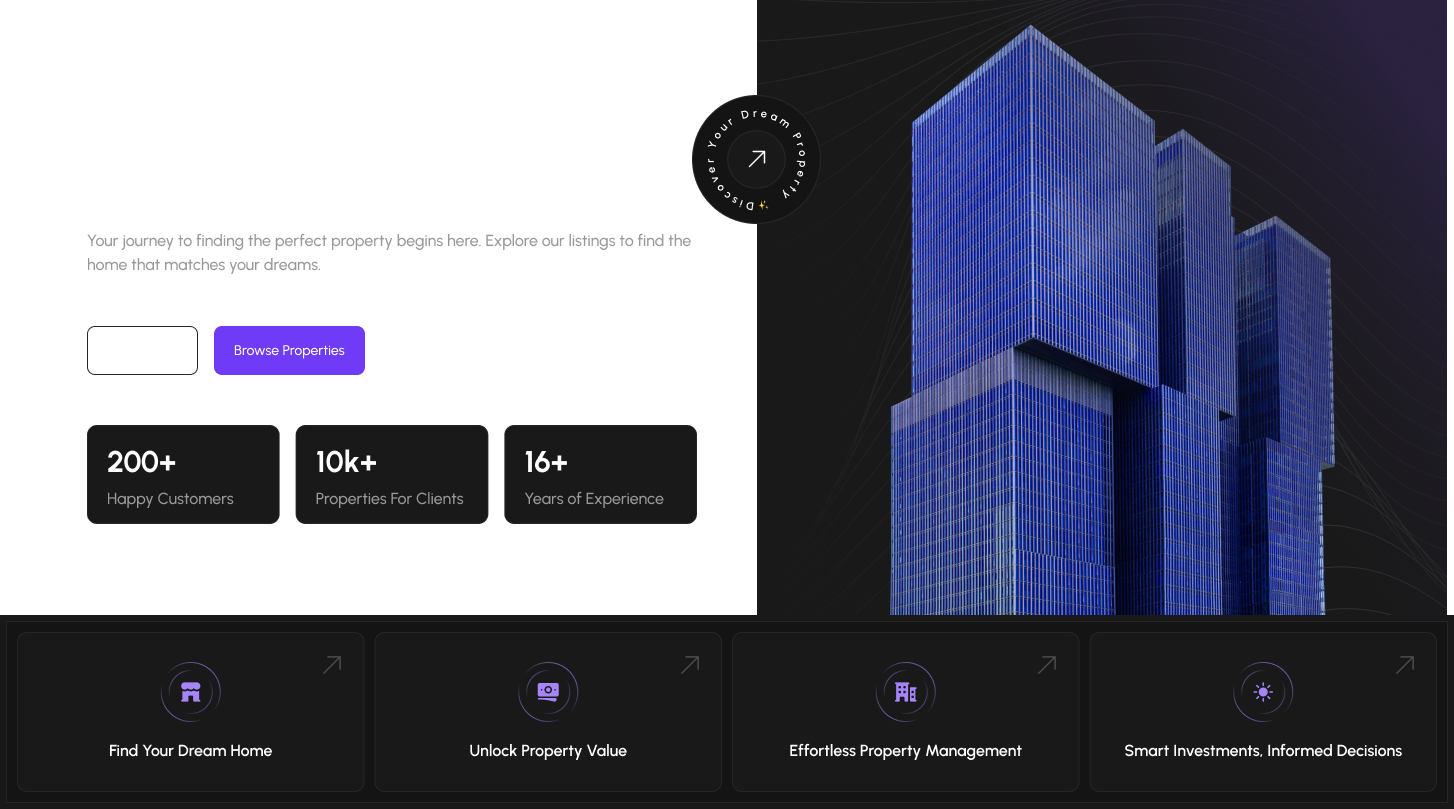 Discover Your Dream Property
Your journey to finding the perfect property begins here. Explore our listings to find the
home that matches your dreams.
Browse Properties
200+
Happy Customers
10k+
Properties For Clients
16+
Years of Experience
Find Your Dream Home
Unlock Property Value
Effortless Property Management
Smart Investments, Informed Decisions